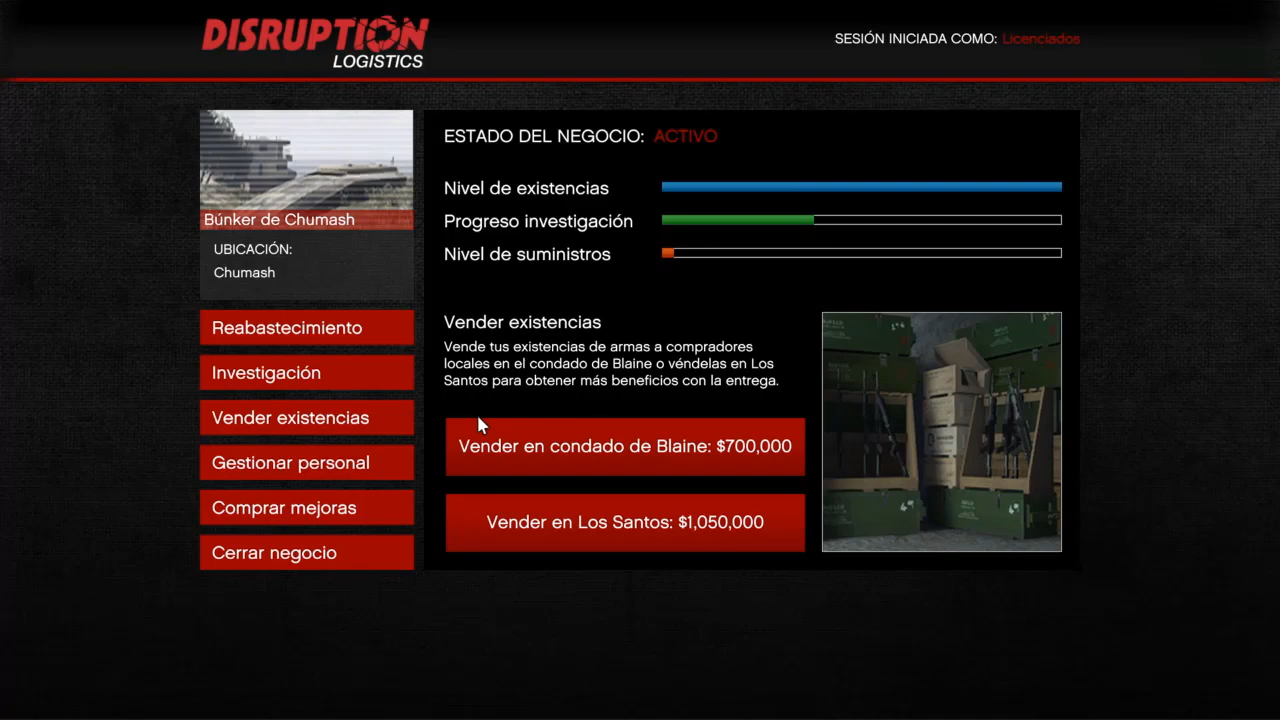 DISRUPTION
LOGISTICS
SESIÓN INICIADA COMO: Licenciados
Búnker de Chumash
UBICACIÓN:
Chumash
Reabastecimiento
Investigación
Vender existencias
Gestionar personal
Comprar mejoras
Cerrar negocio
ESTADO DEL NEGOCIO: ACTIVO
Nivel de existencias
Progreso investigación
Nivel de suministros
Vender existencias
Vende tus existencias de armas a compradores
locales en el condado de Blaine o véndelas en Los
Santos para obtener más beneficios con la entrega.
Vender en condado de Blaine: $700,000
Vender en Los Santos: $1,050,000